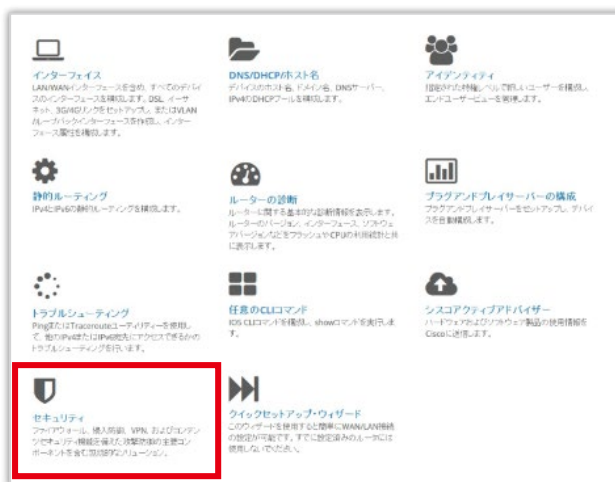 インターフェイス
LAN/WANインターフェースを含め、すべてのデバイ
スのインターフェースを構成します。DSL、イーサ
ネット、3G/4Gリンクをセットアップし、またはVLAN
/ループバックインターフェースを作成し、インター
フェース属性を構成します。
DNS/DHCP/ホスト名
デバイスのホスト名、ドメイン名、DNSサーバー、
IPv4のDHCPプールを構成します。
アイデンティティ
指定された特権レベルで新しいユーザーを構成し、
エンドユーザービューを実現します。
静的ルーティング
IPv4とIPv6の静的ルーティングを構成します。
ルーターの診断
ルーターに関する基本的な診断情報を表示します。
ルーターのバージョン、インターフェース、ソフトウェ
アバージョンなどをフラッシュやCPUの利用統計と共
に表示します。
プラグアンドプレイサーバーの構成
プラグアンドプレイサーバーをセットアップし、デバイ
スを自動構成します。
トラブルシューティング
PingまたはTracerouteユーティリティーを使用し
て、他のIPv4またはIPv6宛先にアクセスできるかの
トラブルシューティングを行います。
任意のCLIコマンド
IOS CLIコマンドを構成し、showコマンドを実行しま
す。
シスコアクティブアドバイザー
ハードウェアおよびソフトウェア製品の使用情報を
Ciscoに送信します。
セキュリティ
ファイアウォール、侵入防御、VPN、およびコンテン
ツセキュリティ機能を備えた攻撃防御の主要コン
ポーネントを含む包括的なソリューション。
クイックセットアップ・ウィザード
このウィザードを使用すると簡単にWAN/LAN接続
の設定が可能です。すでに設定済みのルータには
使用しないでください。